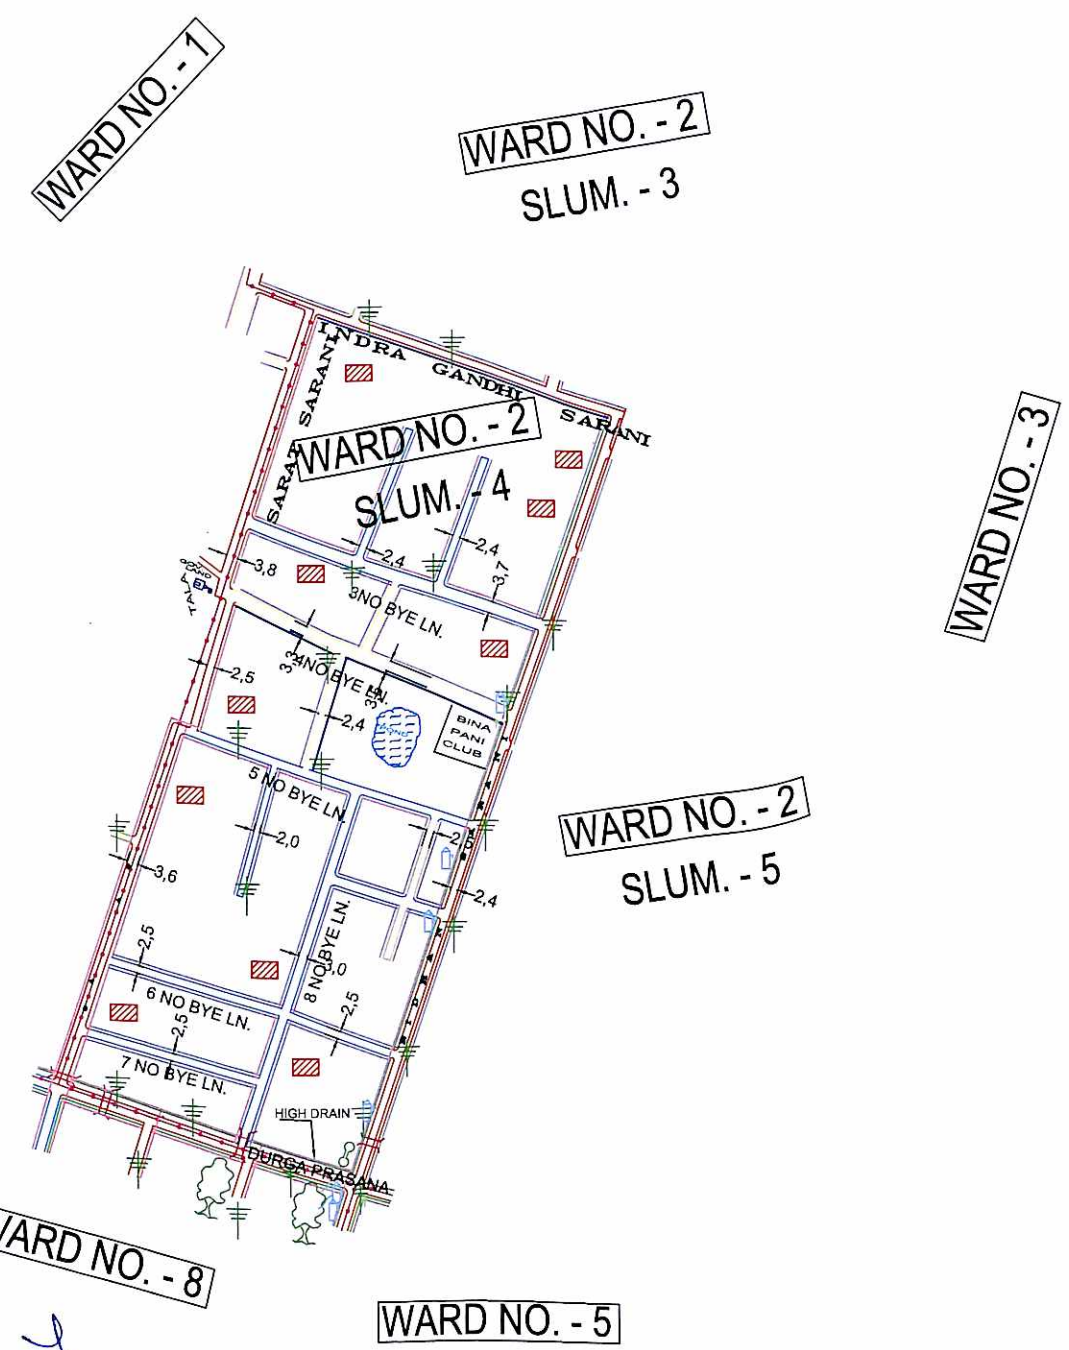 WARD NO. - 1
WARD NO. - 2
SLUM. - 3
INDRA GANDHI SARANI
SARAT SARANI
WARD NO. - 2
SLUM. - 4
WARD NO. - 3
2,4
2,4
3,7
3,8
3NO BYE LN.
TALA
4NO BYE LN.
2,5
2,4
BINA
PANI
CLUB
5 NO BYE LN.
2,0
2,5
WARD NO. - 2
SLUM. - 5
3,6
2,4
2,5
8 NO BYE LN.
3,0
2,5
6 NO BYE LN.
2,5
7 NO BYE LN.
HIGH DRAIN
DURGA PRASANA
WARD NO. - 8
WARD NO. - 5